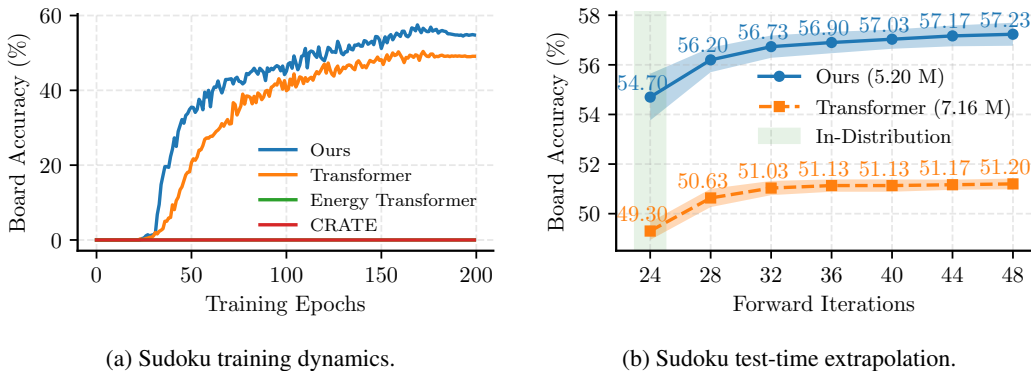 60
40
20
0
Board Accuracy (%)
Ours
Transformer
Energy Transformer
CRATE
0
50
100
150
200
Training Epochs
(a) Sudoku training dynamics.
58
56
54
52
50
Board Accuracy (%)
54.70
56.20
56.73
56.90
57.03
57.17
57.23
Ours (5.20 M)
Transformer (7.16 M)
In-Distribution
49.30
50.63
51.03
51.13
51.13
51.17
51.20
24
28
32
36
40
44
48
Forward Iterations
(b) Sudoku test-time extrapolation.